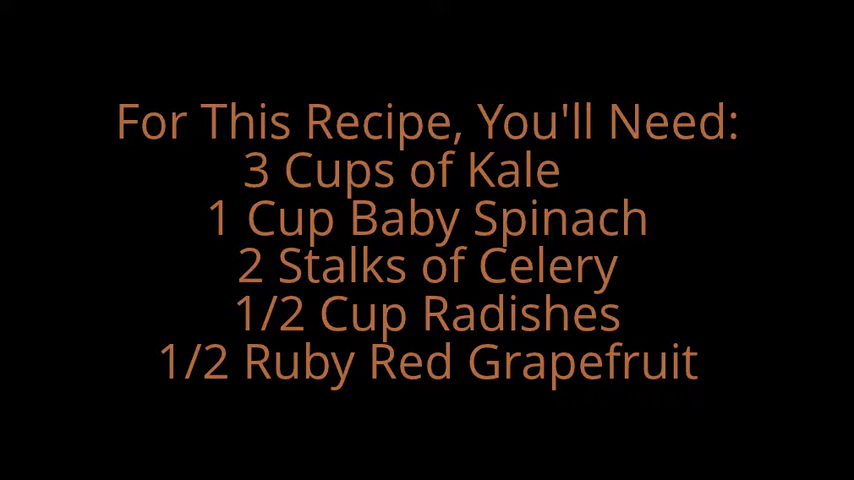 For This Recipe, You'll Need:
3 Cups of Kale
1 Cup Baby Spinach
2 Stalks of Celery
1/2 Cup Radishes
1/2 Ruby Red Grapefruit